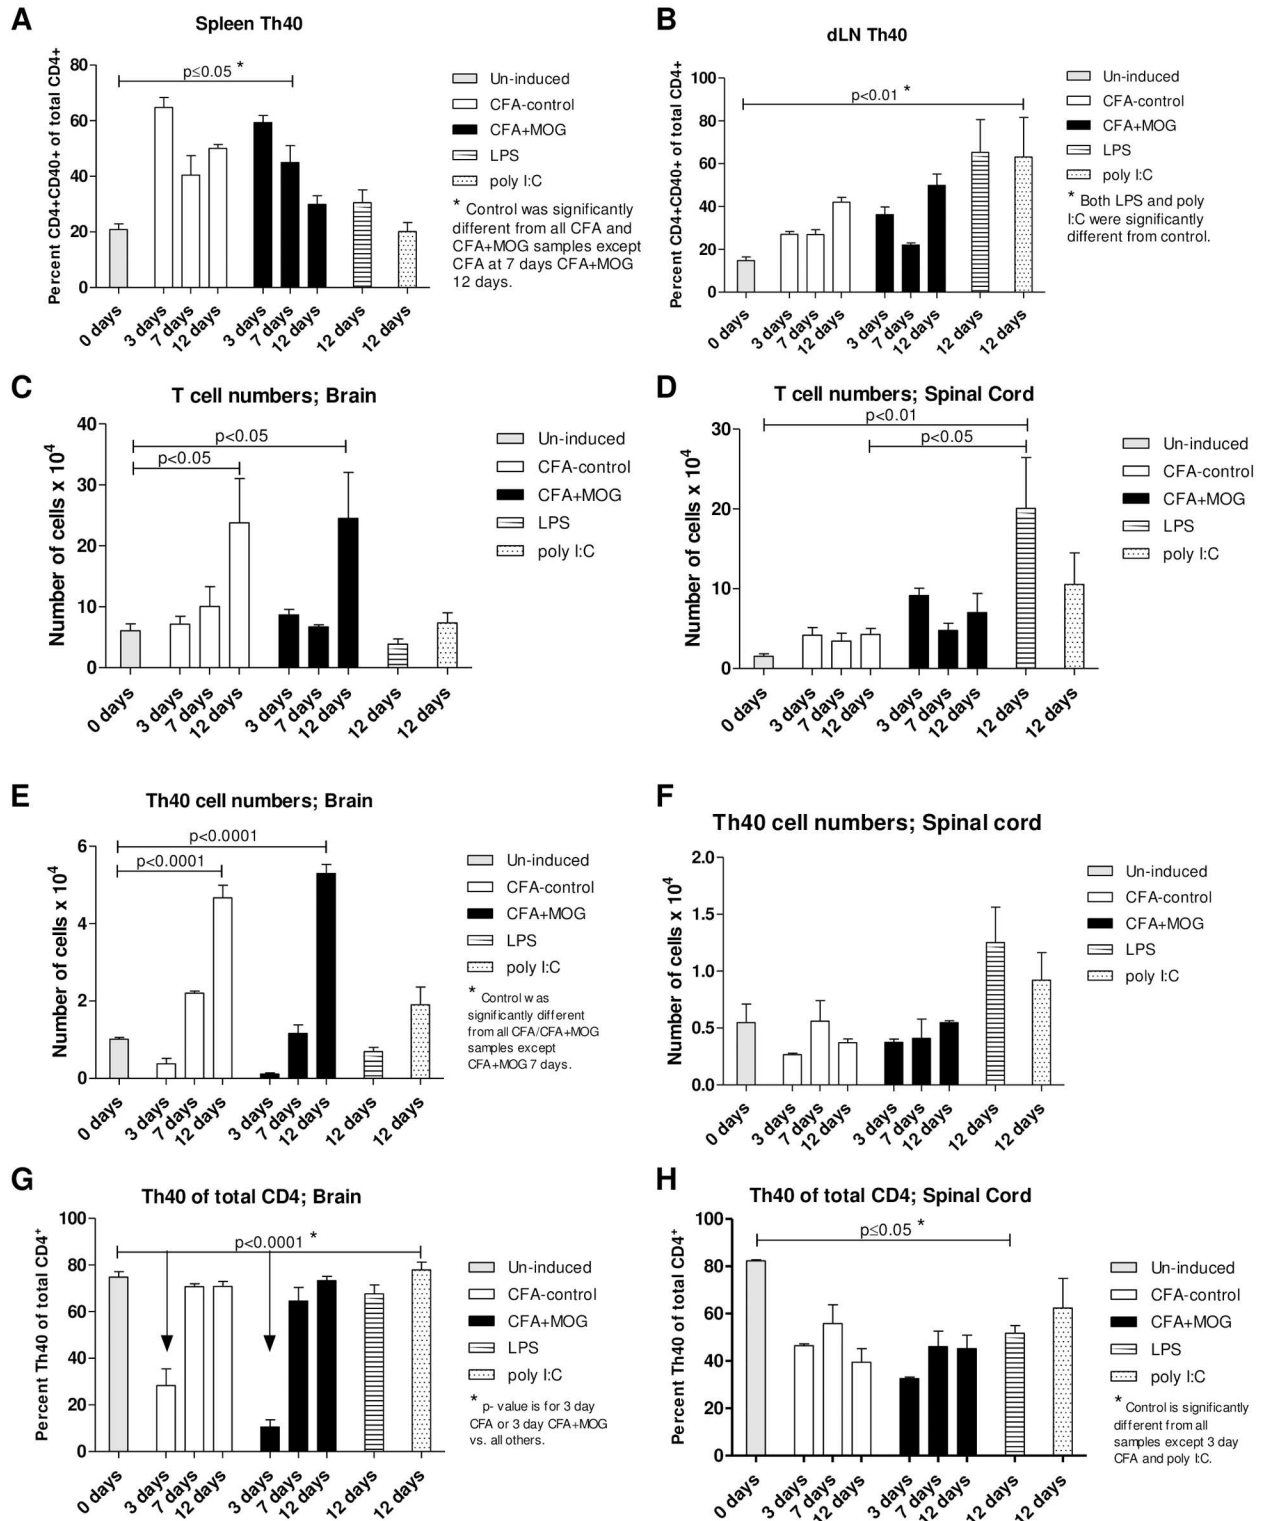 A
Spleen Th40
Percent CD4+CD40+ of total CD4+
80
60
40
20
0
p≤0.05 *
0 days
3 days
7 days
12 days
3 days
7 days
12 days
12 days
12 days
Un-induced
CFA-control
CFA+MOG
LPS
poly I:C
* Control was significantly
different from all CFA and
CFA+MOG samples except
CFA at 7 days CFA+MOG
12 days.
B
dLN Th40
Percent CD4+CD40+ of total CD4+
100
80
60
40
20
0
p<0.01 *
0 days
3 days
7 days
12 days
3 days
7 days
12 days
12 days
12 days
Un-induced
CFA-control
CFA+MOG
LPS
poly I:C
* Both LPS and poly
I:C were significantly
different from control.
C
T cell numbers; Brain
Number of cells x 10⁴
40
30
20
10
0
p<0.05
p<0.05
0 days
3 days
7 days
12 days
3 days
7 days
12 days
12 days
12 days
Un-induced
CFA-control
CFA+MOG
LPS
poly I:C
D
T cell numbers; Spinal Cord
Number of cells x 10⁴
30
20
10
0
p<0.01
p<0.05
0 days
3 days
7 days
12 days
3 days
7 days
12 days
12 days
12 days
Un-induced
CFA-control
CFA+MOG
LPS
poly I:C
E
Th40 cell numbers; Brain
Number of cells x 10⁴
6
4
2
0
p<0.0001
p<0.0001
0 days
3 days
7 days
12 days
3 days
7 days
12 days
12 days
12 days
Un-induced
CFA-control
CFA+MOG
LPS
poly I:C
* Control was
significantly different
from all CFA/CFA+MOG
samples except
CFA+MOG 7 days.
F
Th40 cell numbers; Spinal cord
Number of cells x 10⁴
2.0
1.5
1.0
0.5
0.0
0 days
3 days
7 days
12 days
3 days
7 days
12 days
12 days
12 days
Un-induced
CFA-control
CFA+MOG
LPS
poly I:C
G
Th40 of total CD4; Brain
Percent Th40 of total CD4⁺
100
80
60
40
20
0
p<0.0001 *
0 days
3 days
7 days
12 days
3 days
7 days
12 days
12 days
12 days
Un-induced
CFA-control
CFA+MOG
LPS
poly I:C
* p- value is for 3 day
CFA or 3 day CFA+MOG
vs. all others.
H
Th40 of total CD4; Spinal Cord
Percent Th40 of total CD4⁺
100
80
60
40
20
0
p≤0.05 *
0 days
3 days
7 days
12 days
3 days
7 days
12 days
12 days
12 days
Un-induced
CFA-control
CFA+MOG
LPS
poly I:C
* Control is significantly
different from all
samples except 3 day
CFA and poly I:C.